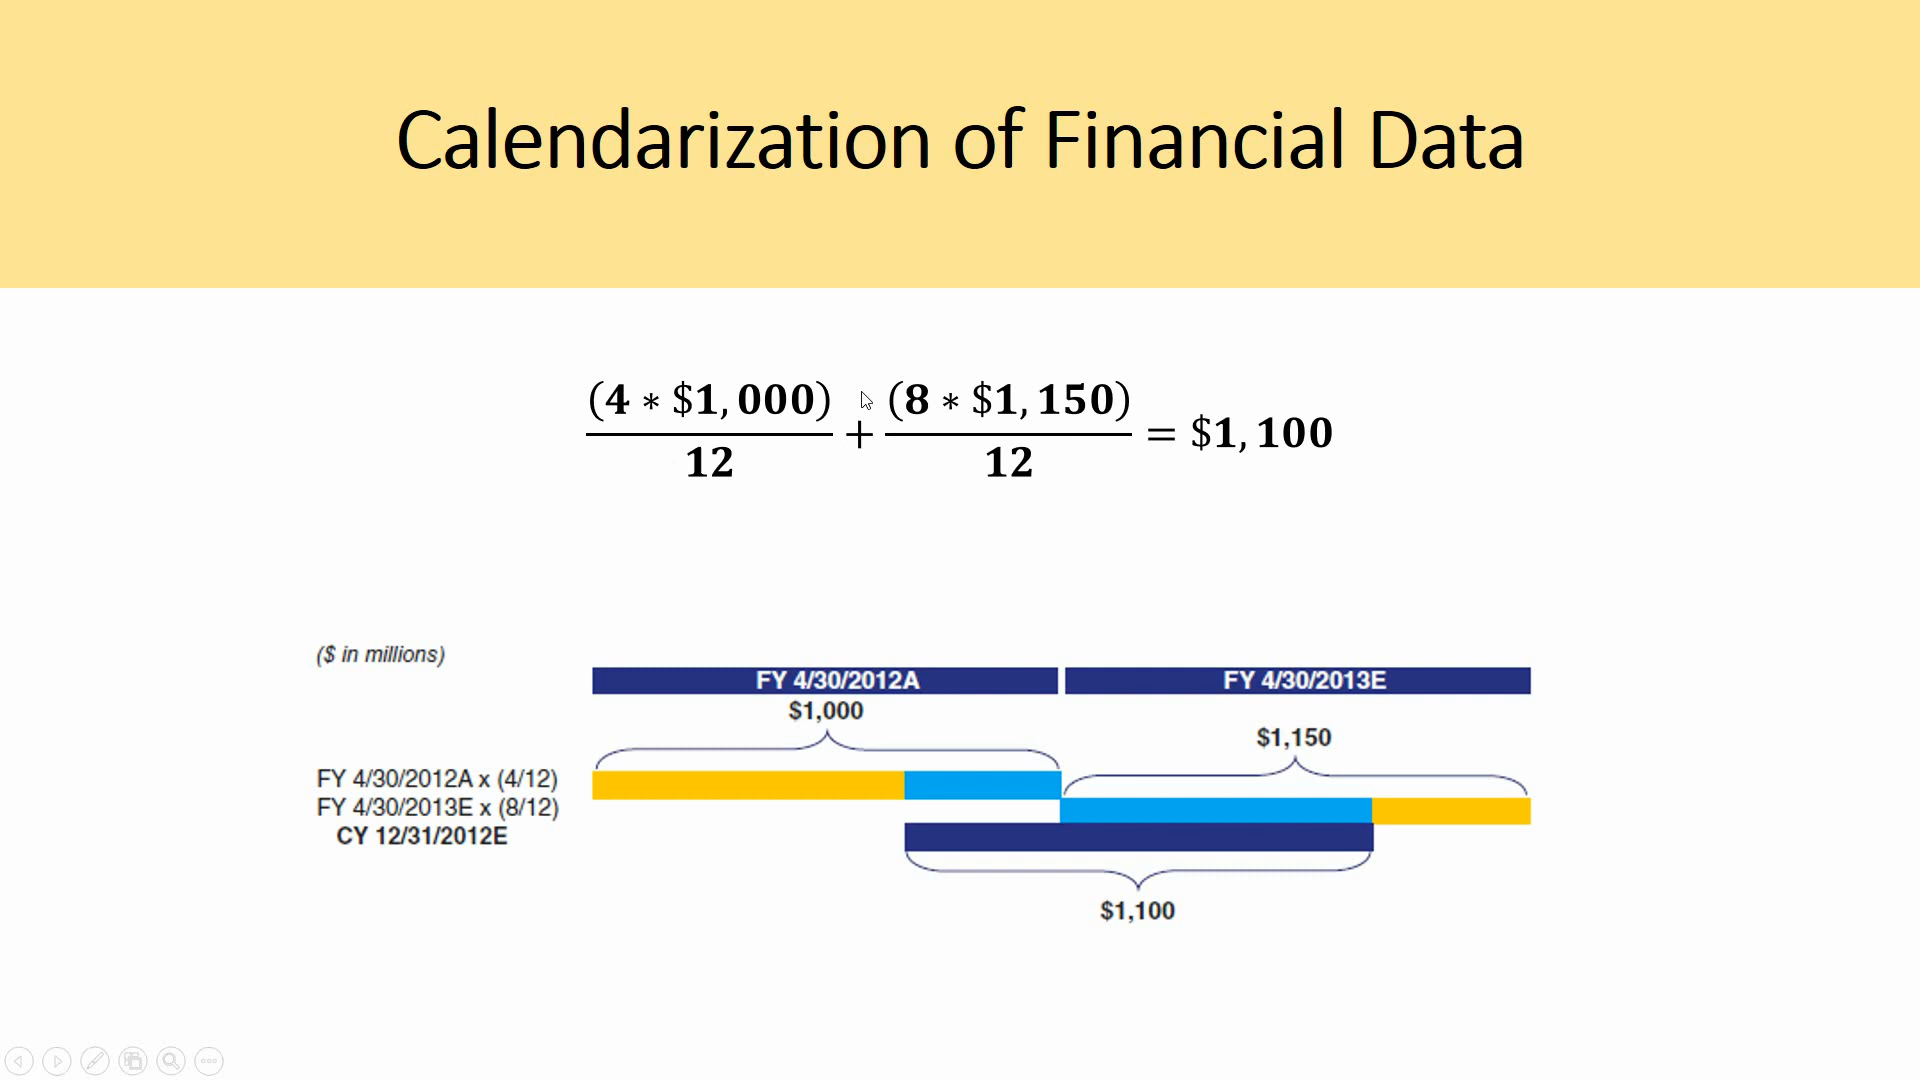 Calendarization of Financial Data
(4 ∗ $1,000)/12 + (8 ∗ $1,150)/12 = $1,100
($ in millions)
FY 4/30/2012A FY 4/30/2013E
$1,000
$1,150
FY 4/30/2012A x (4/12)
FY 4/30/2013E x (8/12)
CY 12/31/2012E
$1,100